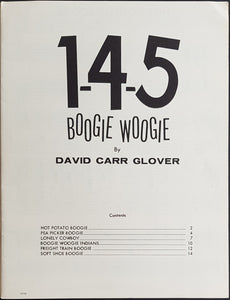 1-4-5
BOOGIE WOOGIE
By
DAVID CARR GLOVER
Contents
HOT POTATO BOOGIE 2
PEA PICKER BOOGIE 4
LONELY COWBOY 7
BOOGIE WOOGIE INDIANS 10
FREIGHT TRAIN BOOGIE 12
SOFT SHOE BOOGIE 14